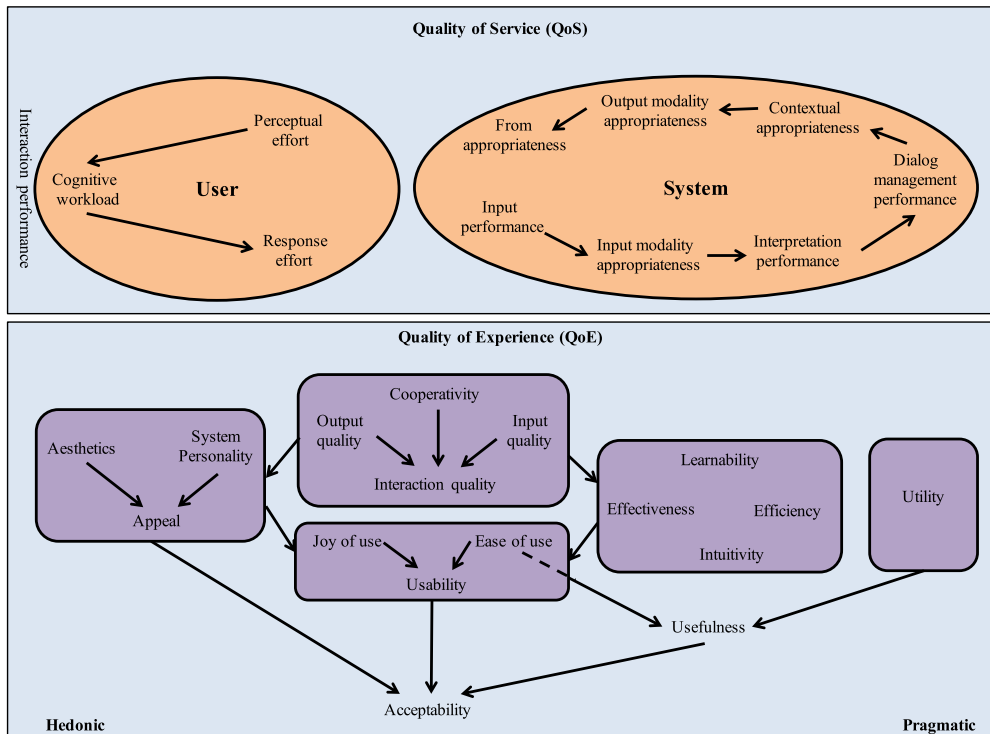 Quality of Service (QoS)
Interaction performance
Perceptual
effort
Cognitive
workload
User
Response
effort
Output modality
appropriateness
Contextual
appropriateness
From
appropriateness
Dialog
management
performance
System
Input
performance
Input modality
appropriateness
Interpretation
performance
Quality of Experience (QoE)
Cooperativity
Output
quality
Input
quality
Interaction quality
Aesthetics
System
Personality
Appeal
Learnability
Effectiveness
Efficiency
Intuitivity
Utility
Joy of use
Ease of use
Usability
Usefulness
Acceptability
Hedonic
Pragmatic